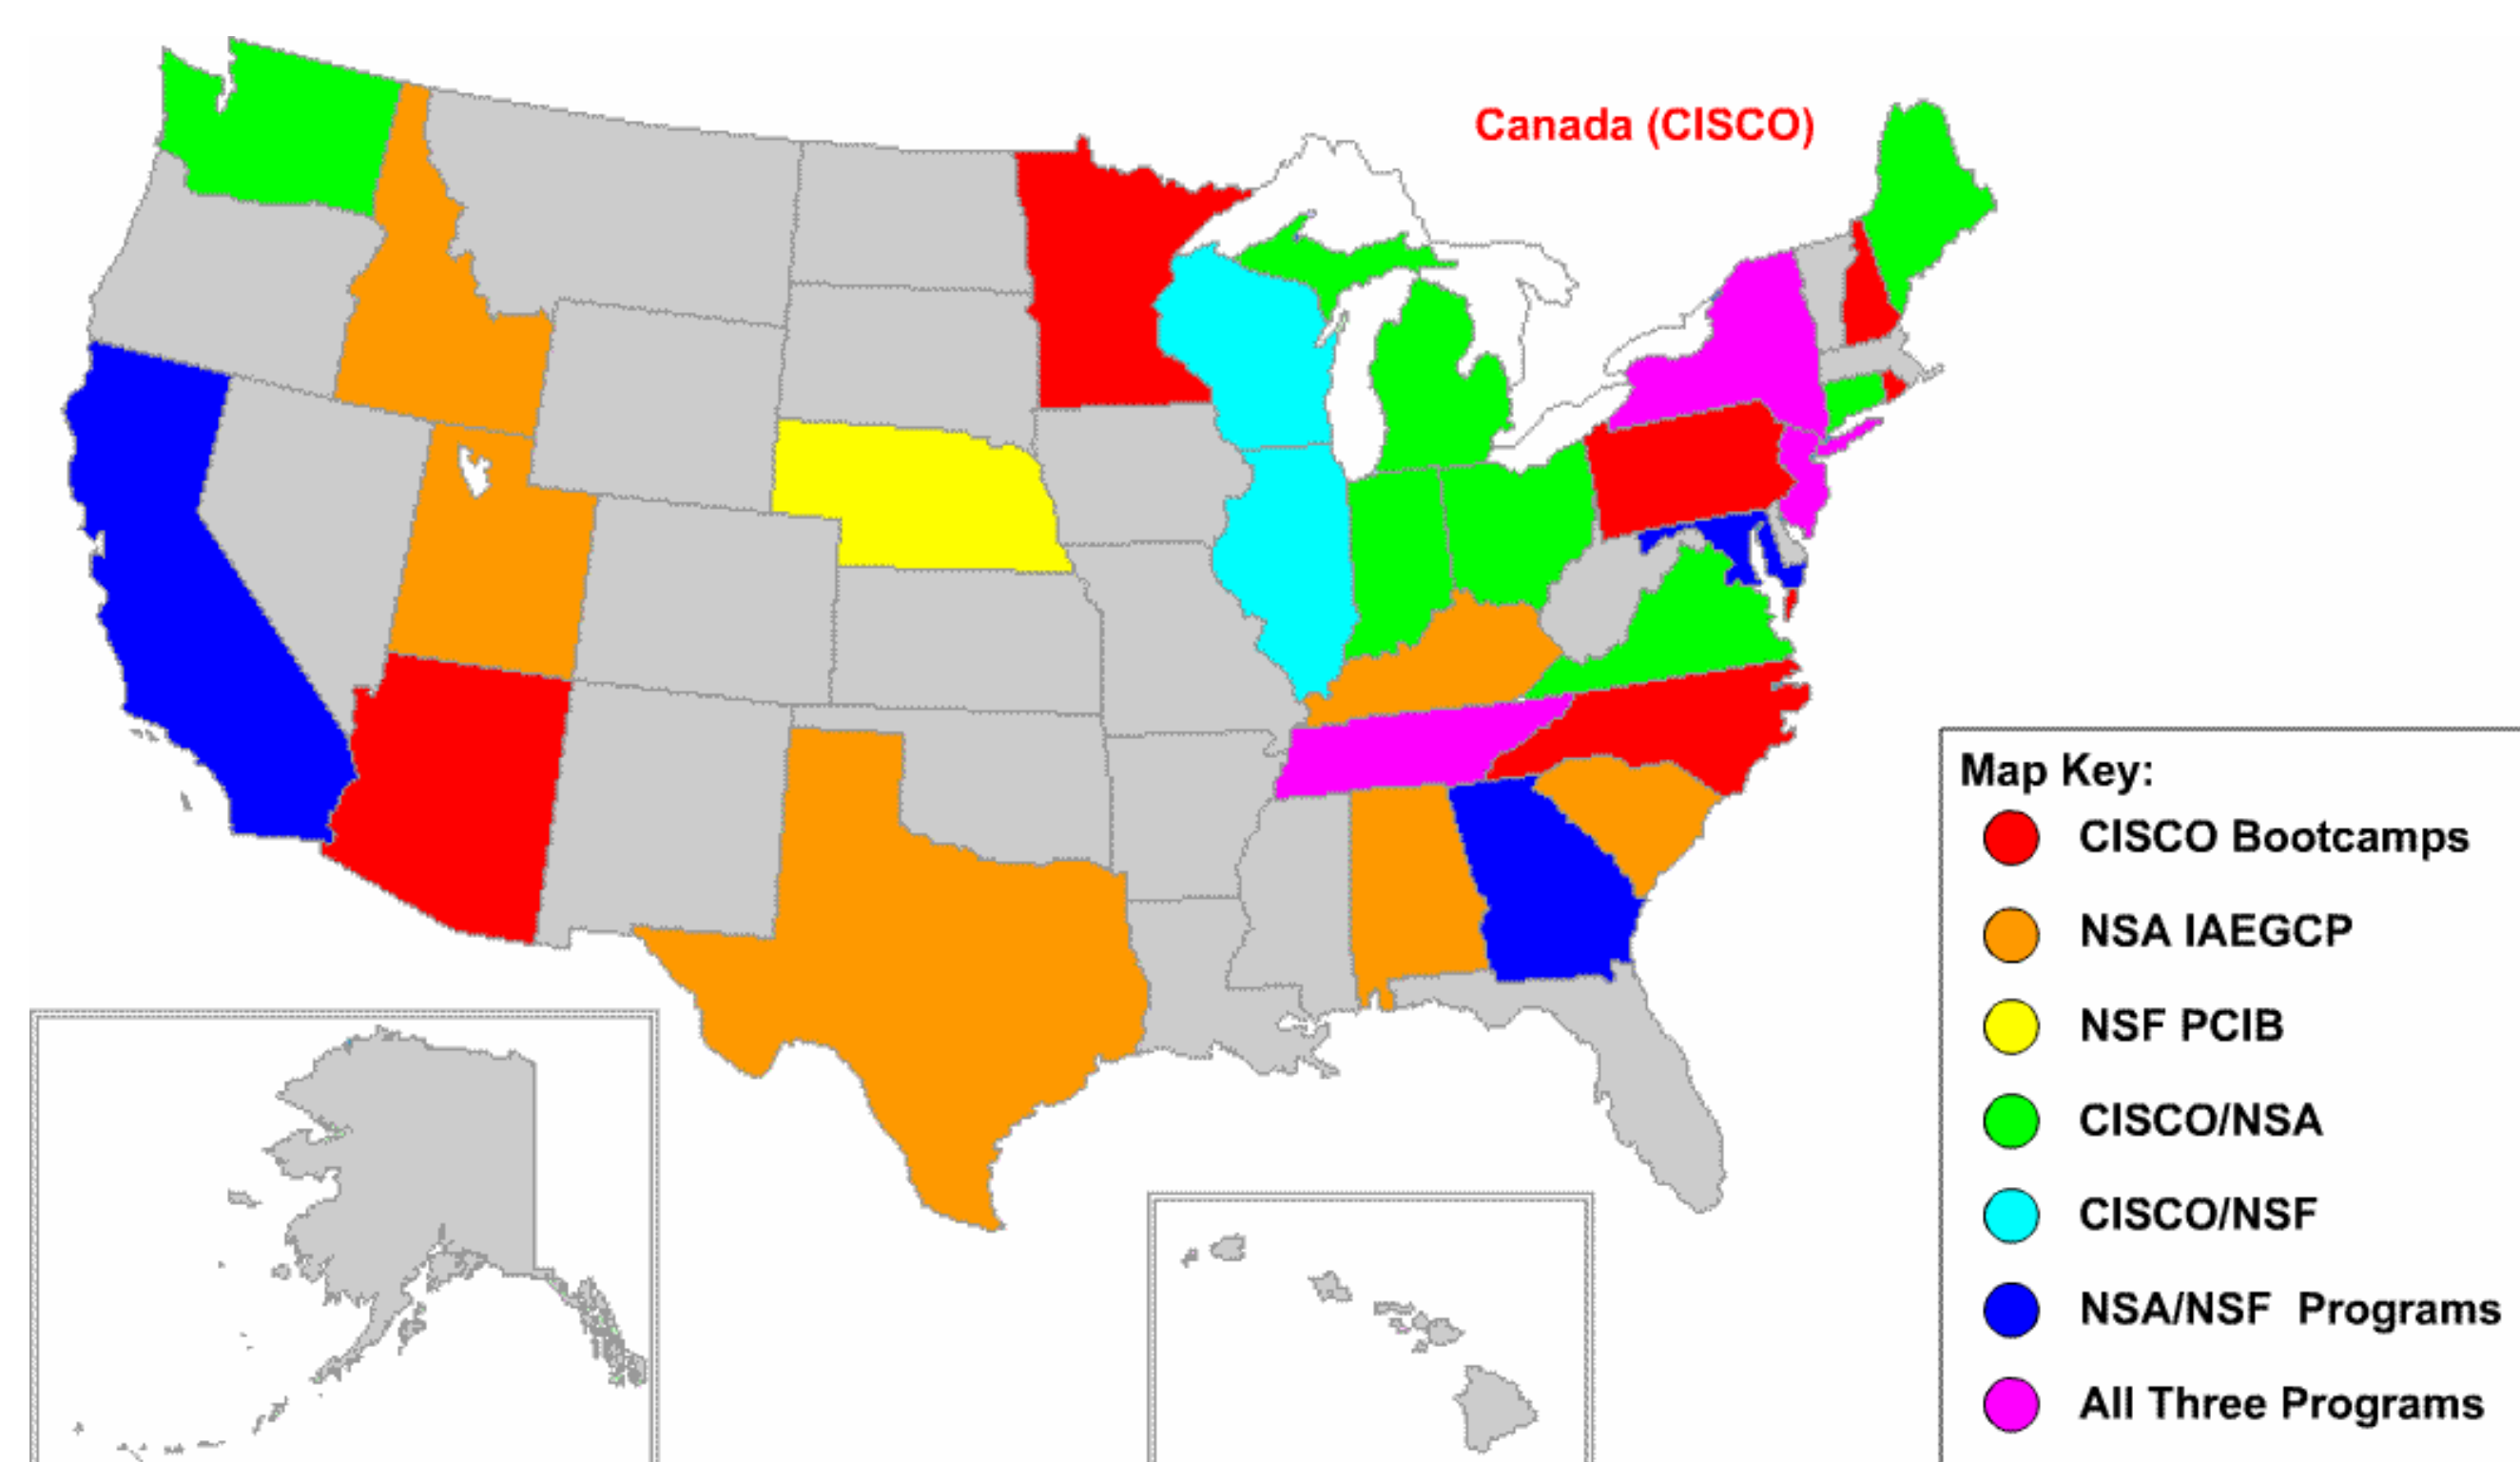 Canada (CISCO)
Map Key:
CISCO Bootcamps
NSA IAEGCP
NSF PCIB
CISCO/NSA
CISCO/NSF
NSA/NSF  Programs
All Three Programs